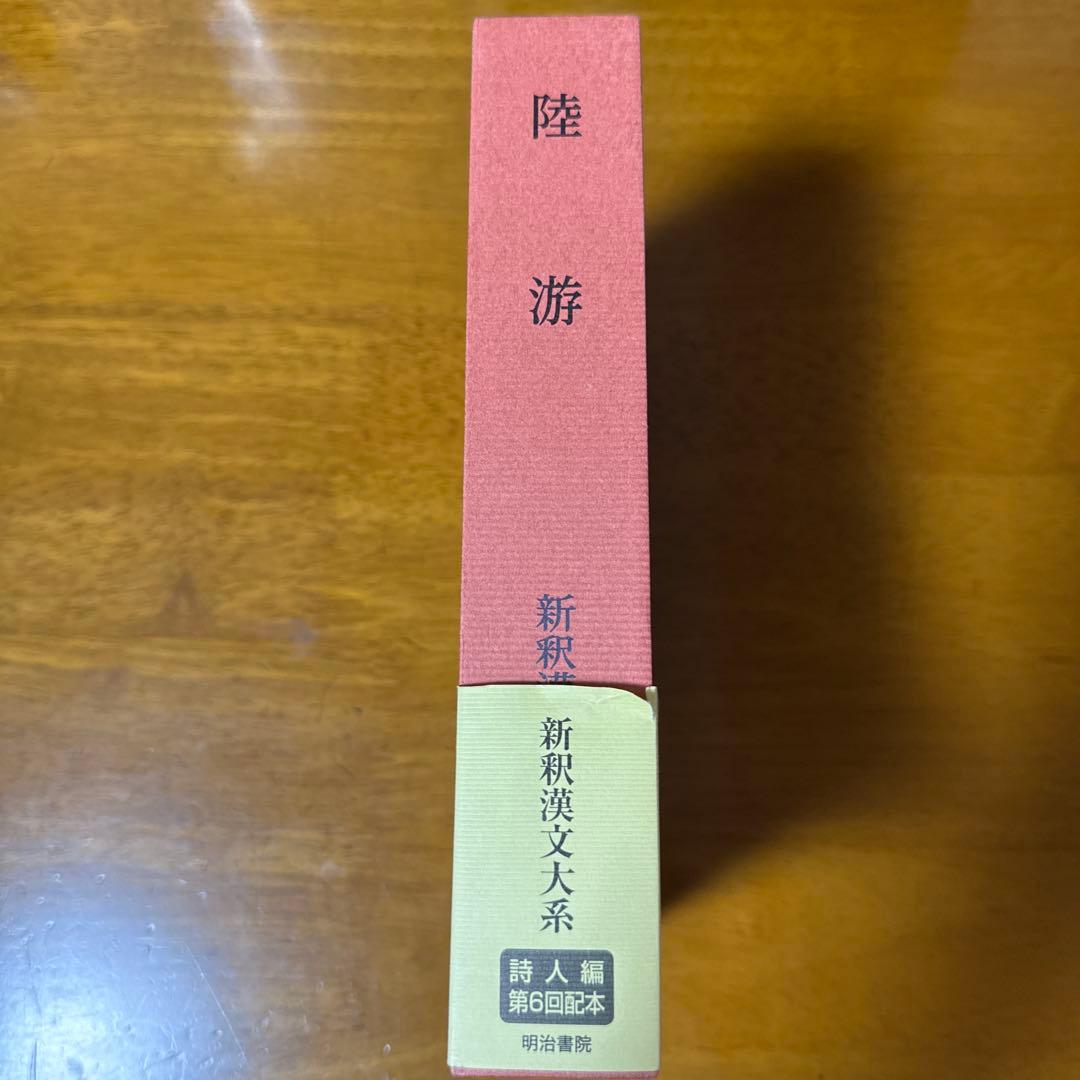 陸游
新釈漢
新釈漢文大系
詩人編
第6回配本
明治書院